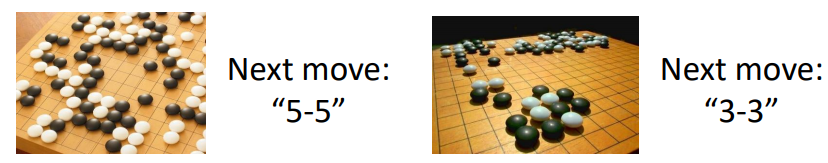 Next move:
“5-5”
Next move:
“3-3”